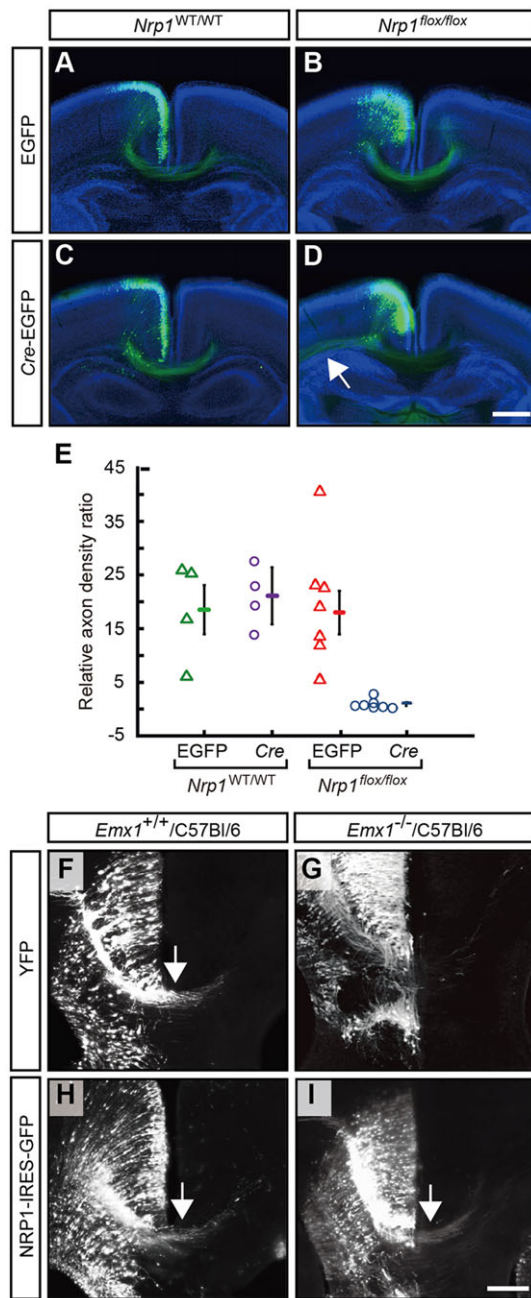 Nrp1WT/WT
Nrp1flox/flox
EGFP
A
B
Cre-EGFP
C
D
E
Relative axon density ratio
45
35
25
15
5
-5
EGFP
Cre
EGFP
Cre
Nrp1WT/WT
Nrp1flox/flox
Emx1+/+/C57Bl/6
Emx1-/-/C57Bl/6
YFP
F
G
NRP1-IRES-GFP
H
I